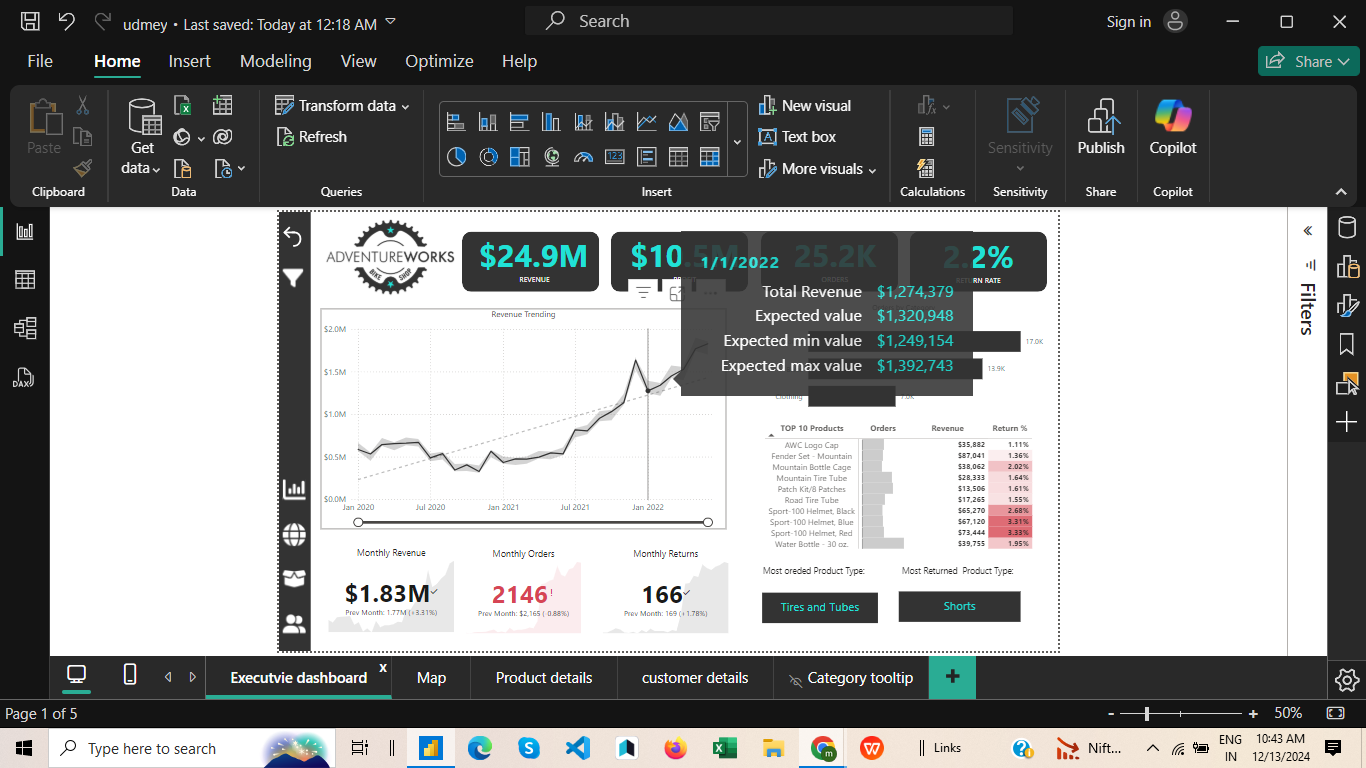 udmey • Last saved: Today at 12:18 AM
Search
Sign in
File Home Insert Modeling View Optimize Help
Share
Paste
Get data
Transform data
Refresh
New visual
Text box
More visuals
Sensitivity
Publish
Copilot
Clipboard
Data
Queries
Insert
Calculations
Sensitivity
Share
Copilot
ADVENTUREWORKS
BIKE SHOP
$24.9M
REVENUE
$10.5M
25.2K
ORDERS
2.2%
RETURN RATE
1/1/2022
Total Revenue $1,274,379
Expected value $1,320,948
Expected min value $1,249,154
Expected max value $1,392,743
Revenue Trending
$2.0M
$1.5M
$1.0M
$0.5M
$0.0M
Jan 2020 Jul 2020 Jan 2021 Jul 2021 Jan 2022
17.0K
13.9K
Clothing 7.0K
TOP 10 Products Orders Revenue Return %
AWC Logo Cap $35,882 1.11%
Fender Set - Mountain $87,041 1.36%
Mountain Bottle Cage $38,062 2.02%
Mountain Tire Tube $28,333 1.64%
Patch Kit/8 Patches $13,506 1.61%
Road Tire Tube $17,265 1.55%
Sport-100 Helmet, Black $65,270 2.68%
Sport-100 Helmet, Blue $67,120 3.31%
Sport-100 Helmet, Red $73,444 3.33%
Water Bottle - 30 oz. $39,755 1.95%
Monthly Revenue
$1.83M
Prev Month: 1.77M (+3.31%)
Monthly Orders
2146!
Prev Month: $2,165 (-0.88%)
Monthly Returns
166
Prev Month: 169 (+1.78%)
Most oreded Product Type:
Tires and Tubes
Most Returned Product Type:
Shorts
Filters
Executvie dashboard
Map
Product details
customer details
Category tooltip
Page 1 of 5
50%
Type here to search
Links
Nift...
ENG
IN
10:43 AM
12/13/2024